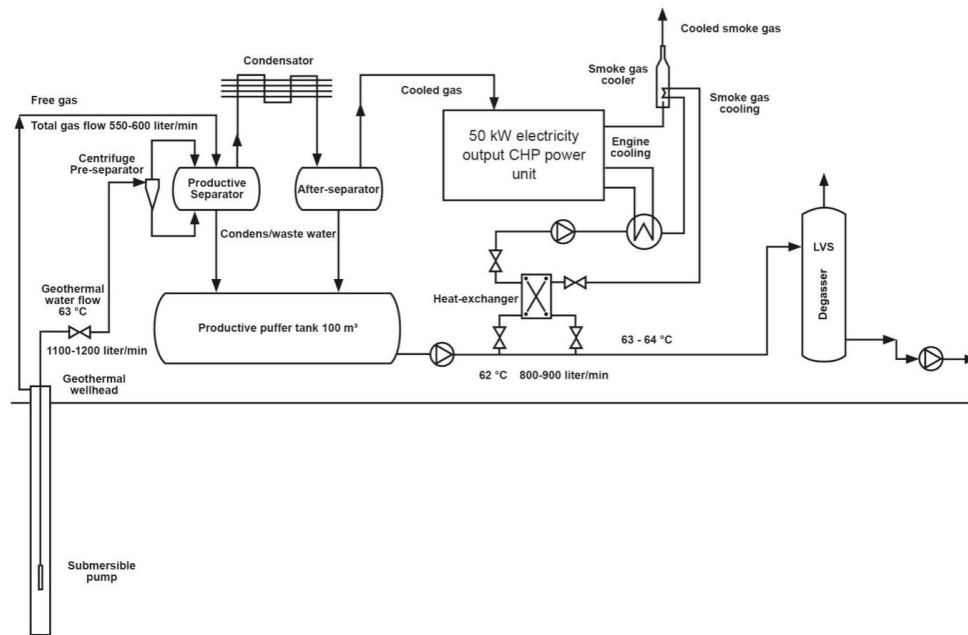 Cooled smoke gas
Condensator
Smoke gas
cooler
Cooled gas
Smoke gas
cooling
Free gas
Total gas flow 550-600 liter/min
50 kW electricity
output CHP power
unit
Engine
cooling
Centrifuge
Pre-separator
Productive
Separator
After-separator
Condens/waste water
LVS
Degasser
Geothermal
water flow
63 °C
Heat-exchanger
Productive puffer tank 100 m³
1100-1200 liter/min
63 - 64 °C
62 °C 800-900 liter/min
Geothermal
wellhead
Submersible
pump